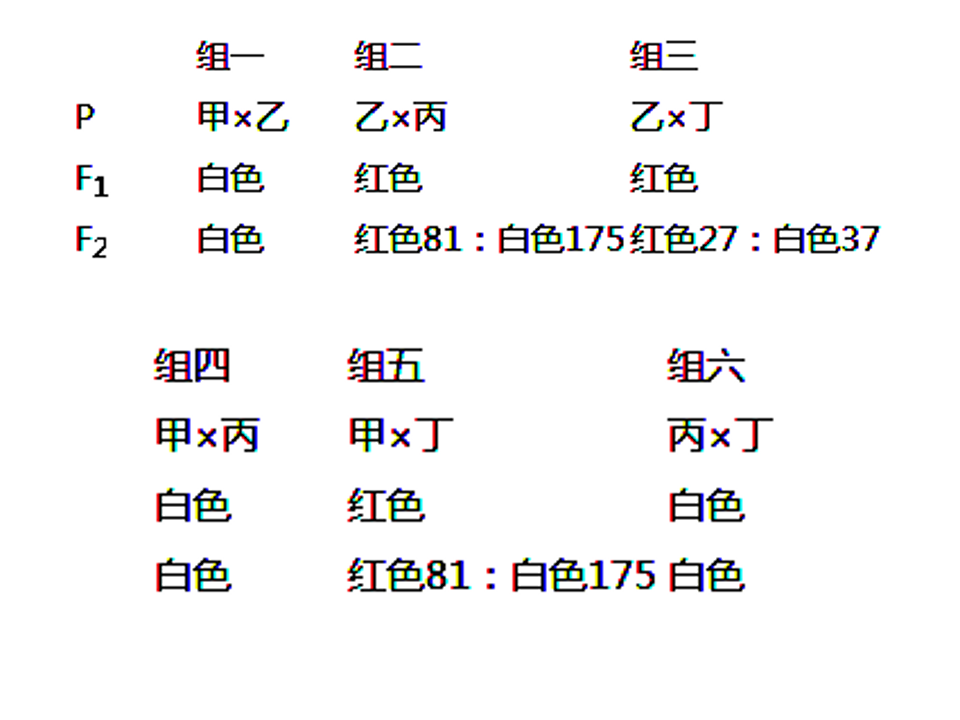 组一 组二 组三
P 甲×乙 乙×丙 乙×丁
F₁ 白色 红色 红色
F₂ 白色 红色81：白色175 红色27：白色37
组四 组五 组六
甲×丙 甲×丁 丙×丁
白色 红色 白色
白色 红色81：白色175 白色